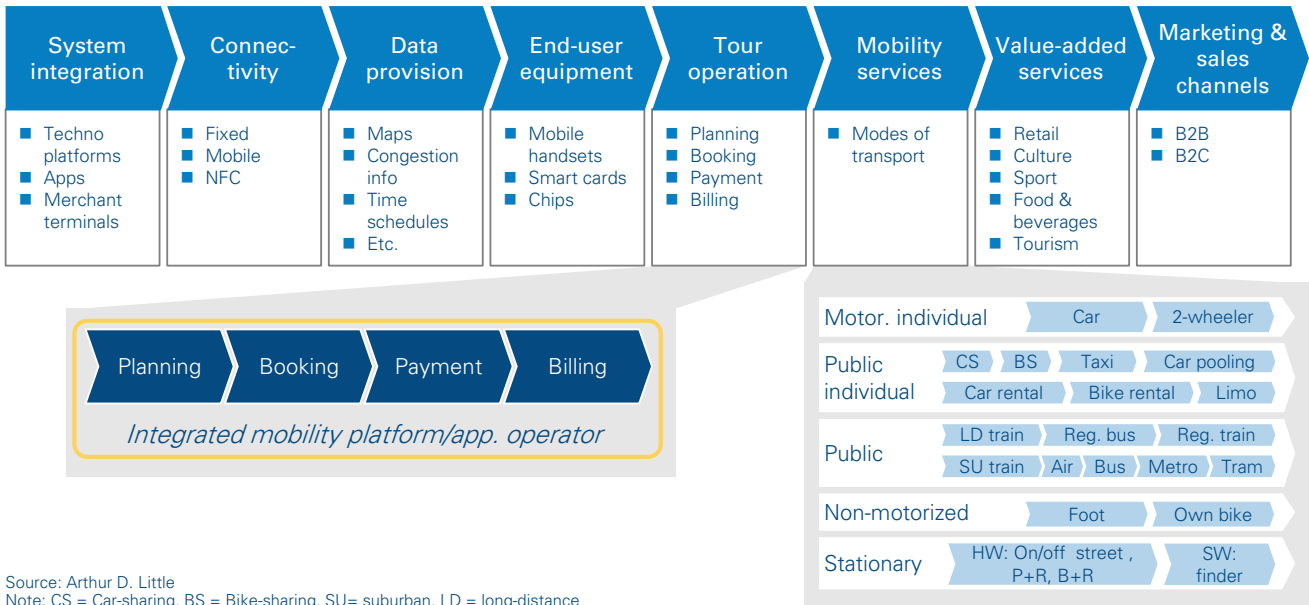 System
integration
Connec-
tivity
Data
provision
End-user
equipment
Tour
operation
Mobility
services
Value-added
services
Marketing &
sales
channels
Techno
platforms
Apps
Merchant
terminals
Fixed
Mobile
NFC
Maps
Congestion
info
Time
schedules
Etc.
Mobile
handsets
Smart cards
Chips
Planning
Booking
Payment
Billing
Modes of
transport
Retail
Culture
Sport
Food &
beverages
Tourism
B2B
B2C
Planning Booking Payment Billing
Integrated mobility platform/app. operator
Motor. individual Car 2-wheeler
Public
individual
CS BS Taxi Car pooling
Car rental Bike rental Limo
Public
LD train Reg. bus Reg. train
SU train Air Bus Metro Tram
Non-motorized Foot Own bike
Stationary
HW: On/off street ,
P+R, B+R
SW:
finder
Source: Arthur D. Little
Note: CS = Car-sharing, BS = Bike-sharing, SU= suburban, LD = long-distance